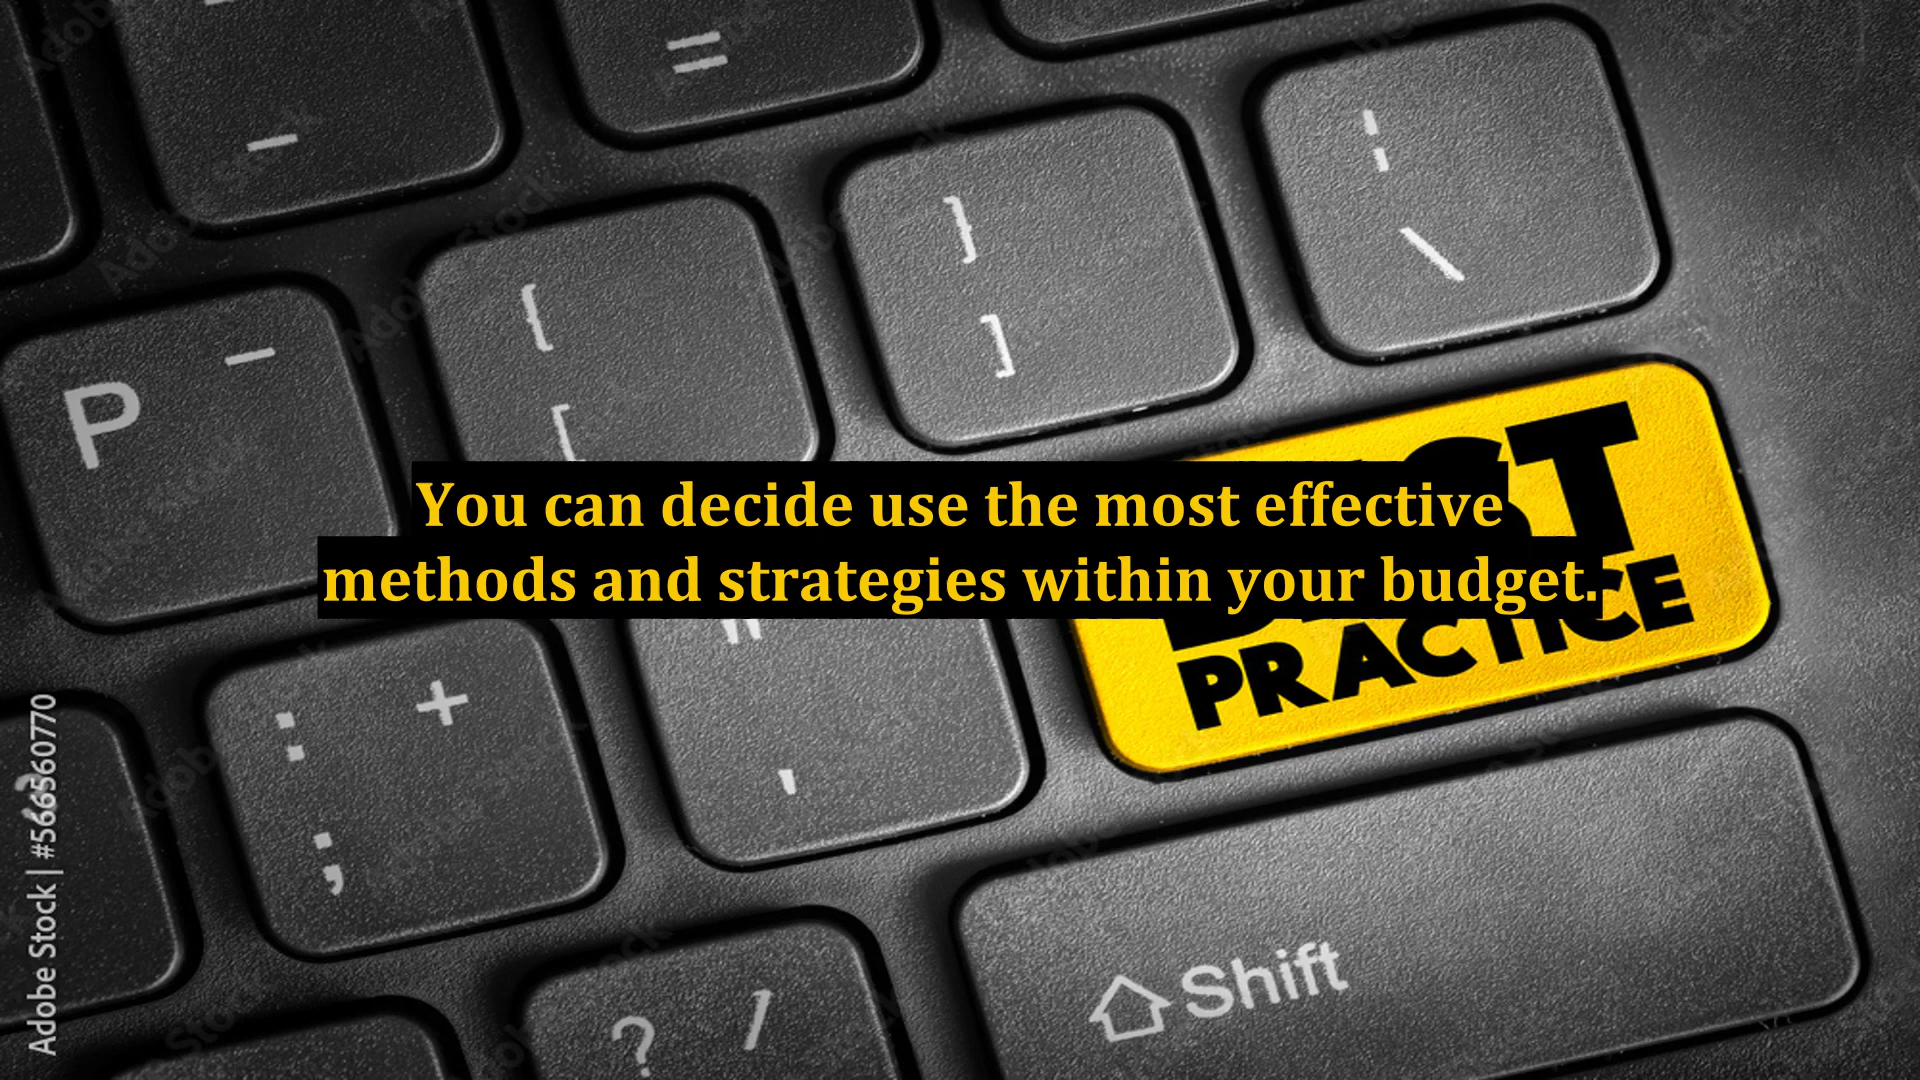 =
-
¦
\
}
]
{
[
P
-
You can decide use the most effective
methods and strategies within your budget.
PRACTICE
"
'
:
+
;
? /
Shift
Adobe Stock | #566560770